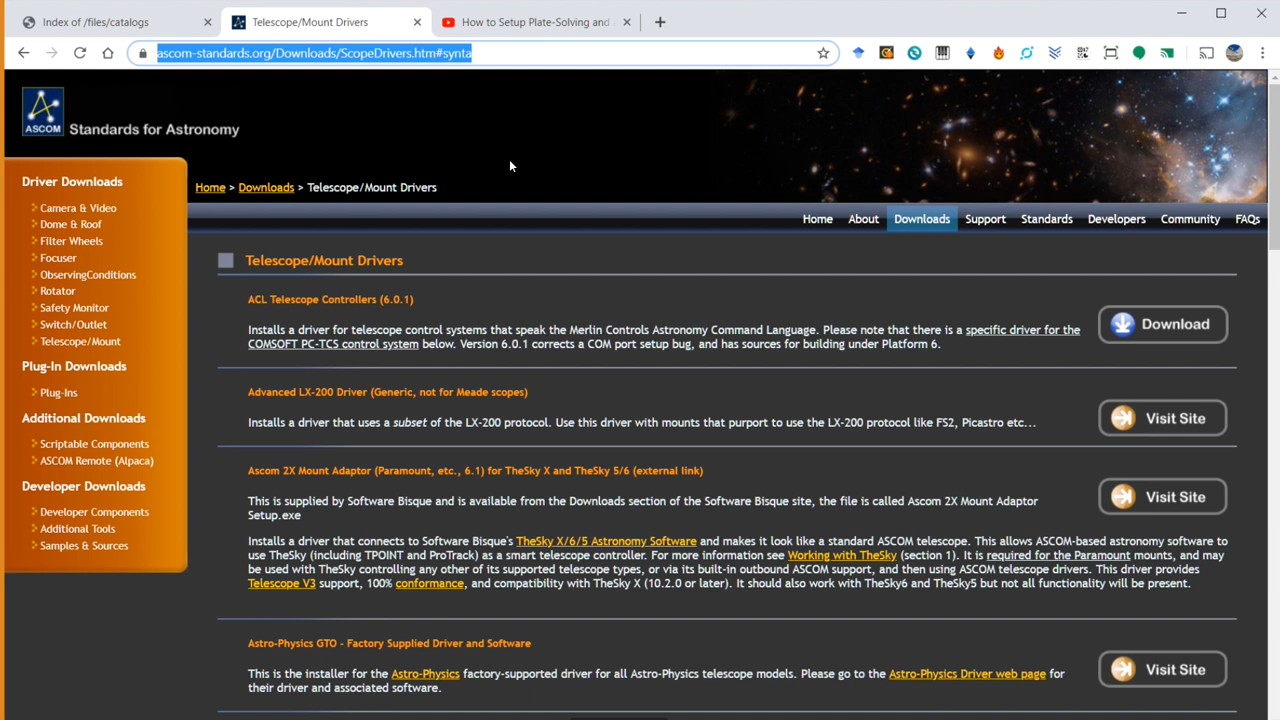 Index of /files/catalogs
Telescope/Mount Drivers
How to Setup Plate-Solving and
ascom-standards.org/Downloads/ScopeDrivers.htm#synta
ASCOM
Standards for Astronomy
Home > Downloads > Telescope/Mount Drivers
Home About Downloads Support Standards Developers Community FAQs
Driver Downloads
Camera & Video
Dome & Roof
Filter Wheels
Focuser
ObservingConditions
Rotator
Safety Monitor
Switch/Outlet
Telescope/Mount
Plug-In Downloads
Plug-Ins
Additional Downloads
Scriptable Components
ASCOM Remote (Alpaca)
Developer Downloads
Developer Components
Additional Tools
Samples & Sources
Telescope/Mount Drivers
ACL Telescope Controllers (6.0.1)
Installs a driver for telescope control systems that speak the Merlin Controls Astronomy Command Language. Please note that there is a specific driver for the
COMSOFT PC-TCS control system below. Version 6.0.1 corrects a COM port setup bug, and has sources for building under Platform 6.
Download
Advanced LX-200 Driver (Generic, not for Meade scopes)
Installs a driver that uses a subset of the LX-200 protocol. Use this driver with mounts that purport to use the LX-200 protocol like FS2, Picastro etc...
Visit Site
Ascom 2X Mount Adaptor (Paramount, etc., 6.1) for TheSky X and TheSky 5/6 (external link)
This is supplied by Software Bisque and is available from the Downloads section of the Software Bisque site, the file is called Ascom 2X Mount Adaptor
Setup.exe
Visit Site
Installs a driver that connects to Software Bisque's TheSky X/6/5 Astronomy Software and makes it look like a standard ASCOM telescope. This allows ASCOM-based astronomy software to
use TheSky (including TPOINT and ProTrack) as a smart telescope controller. For more information see Working with TheSky (section 1). It is required for the Paramount mounts, and may
be used with TheSky controlling any other of its supported telescope types, or via its built-in outbound ASCOM support, and then using ASCOM telescope drivers. This driver provides
Telescope V3 support, 100% conformance, and compatibility with TheSky X (10.2.0 or later). It should also work with TheSky6 and TheSky5 but not all functionality will be present.
Astro-Physics GTO - Factory Supplied Driver and Software
This is the installer for the Astro-Physics factory-supported driver for all Astro-Physics telescope models. Please go to the Astro-Physics Driver web page for
their driver and associated software.
Visit Site